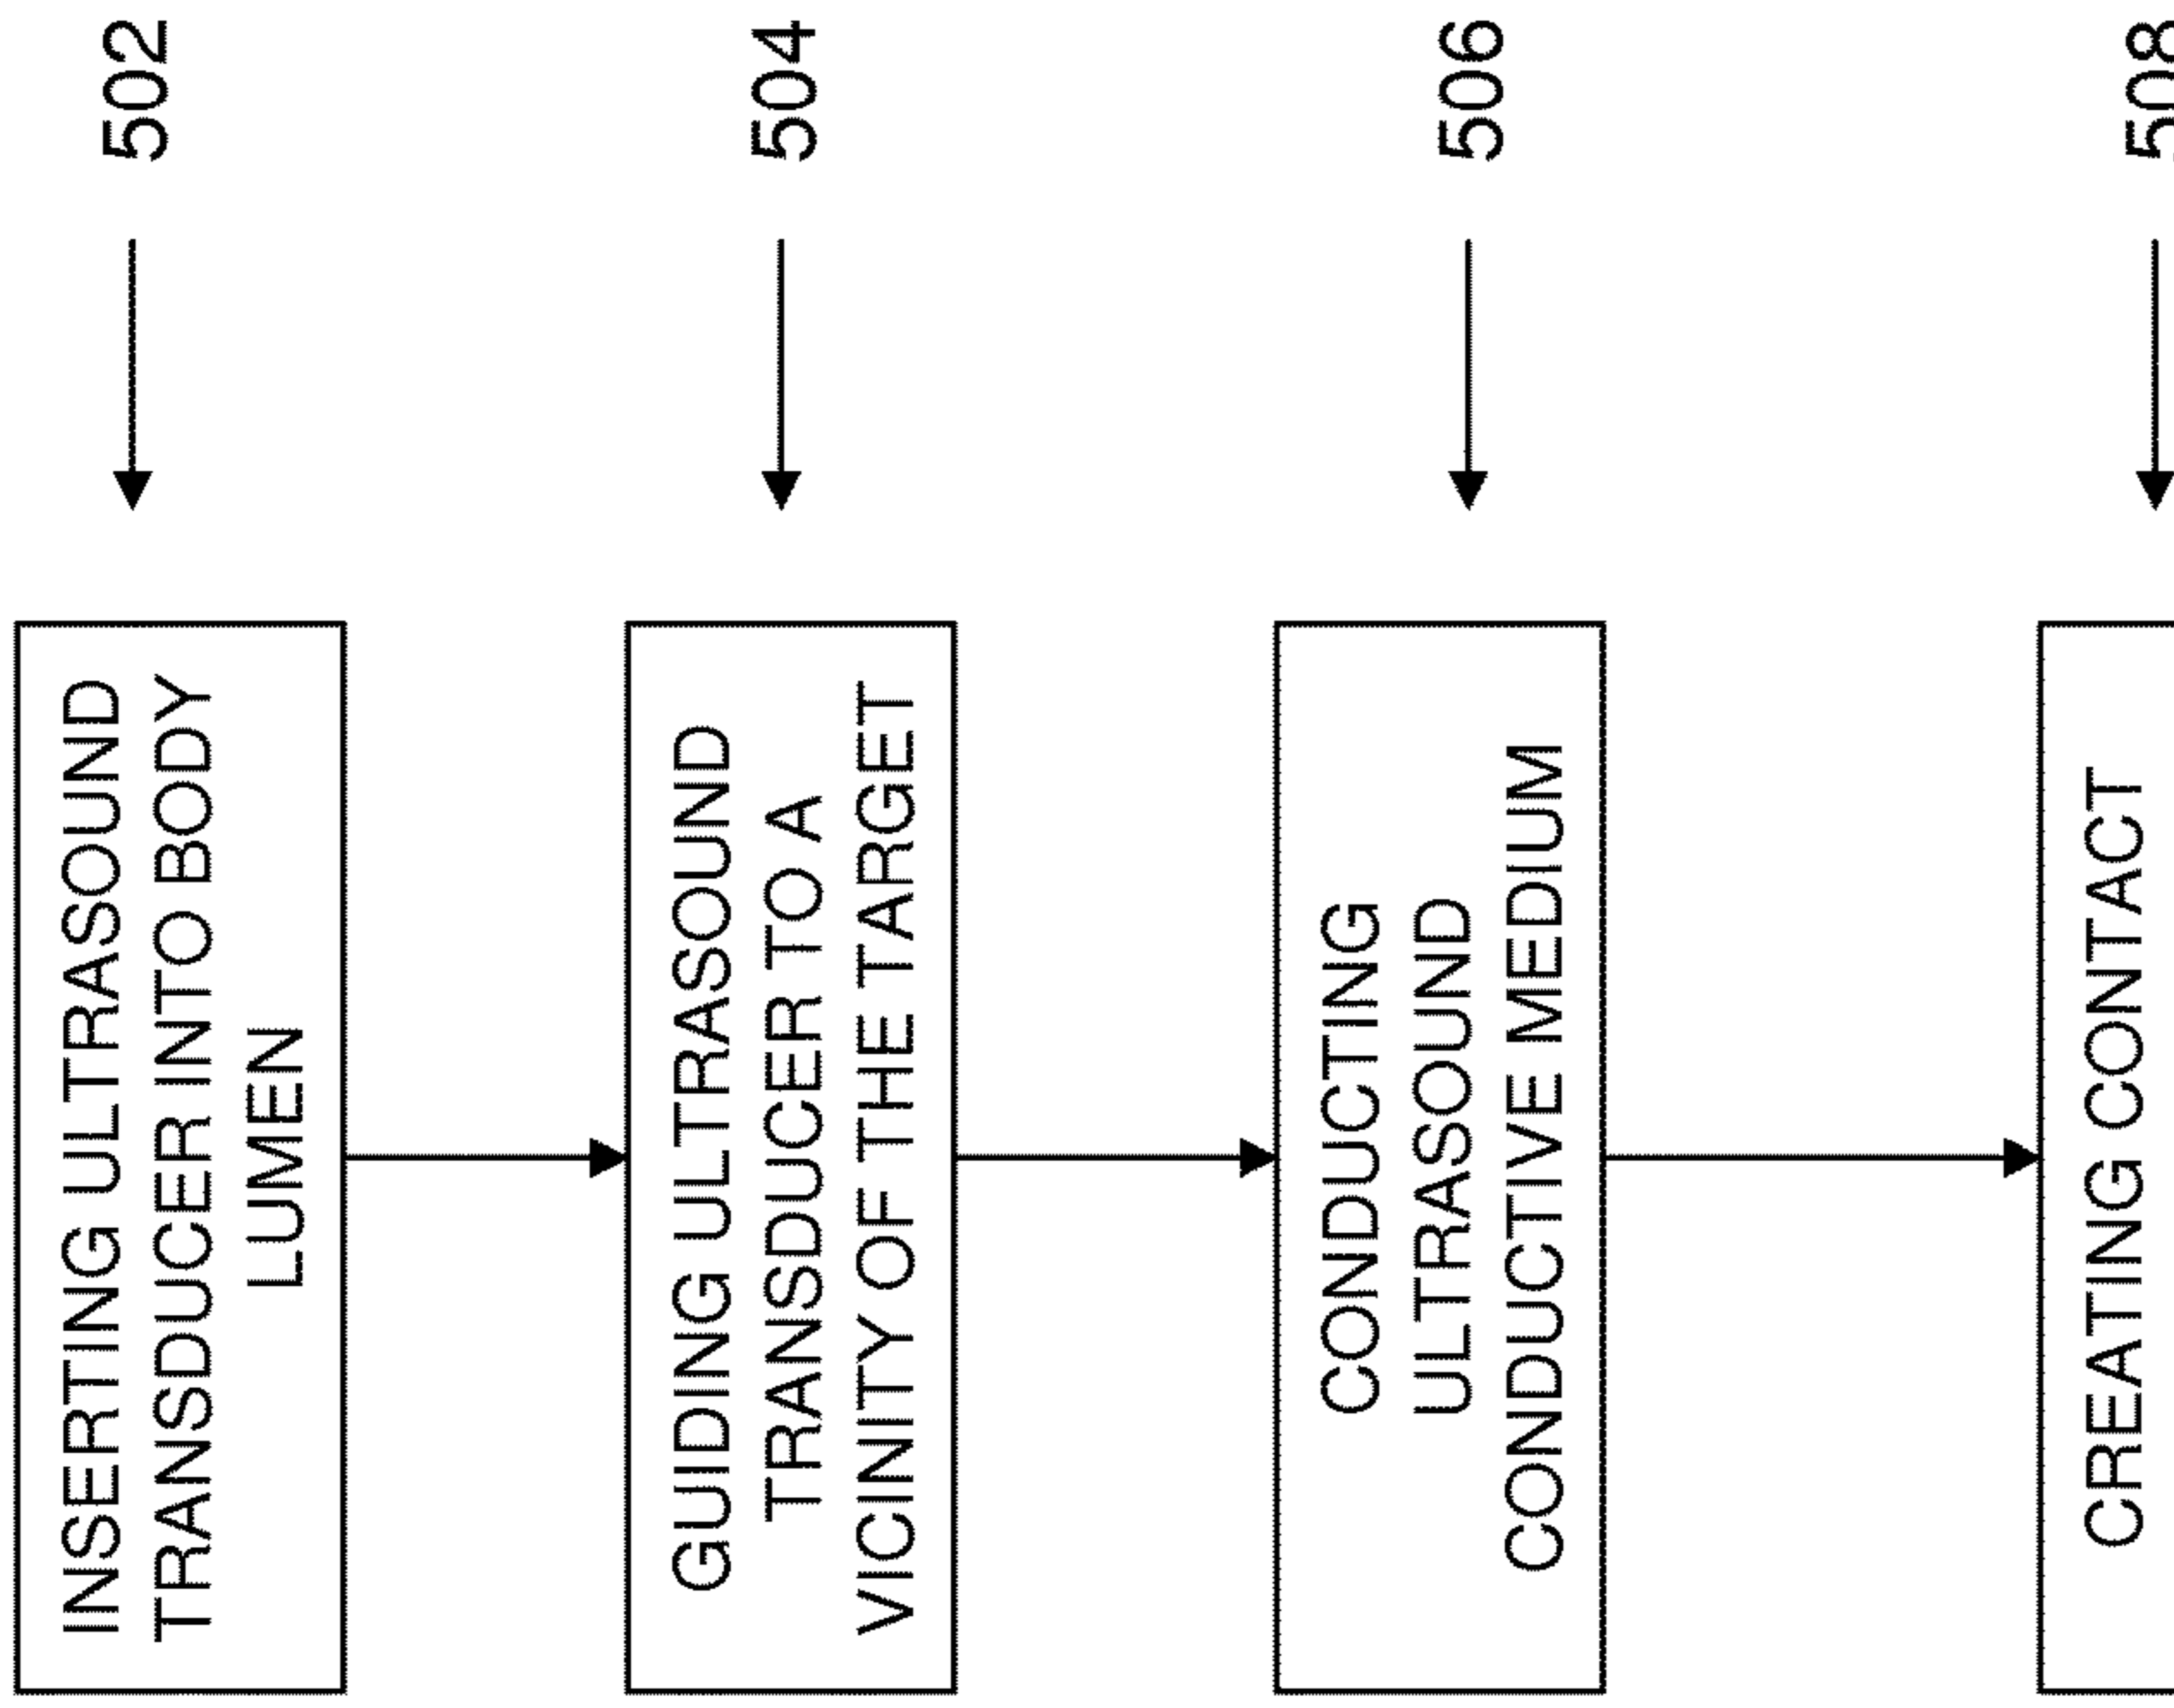 INSERTING ULTRASOUND
TRANSDUCER INTO BODY
LUMEN
502
GUIDING ULTRASOUND
TRANSDUCER TO A
VICINITY OF THE TARGET
504
CONDUCTING
ULTRASOUND
CONDUCTIVE MEDIUM
506
CREATING CONTACT
508